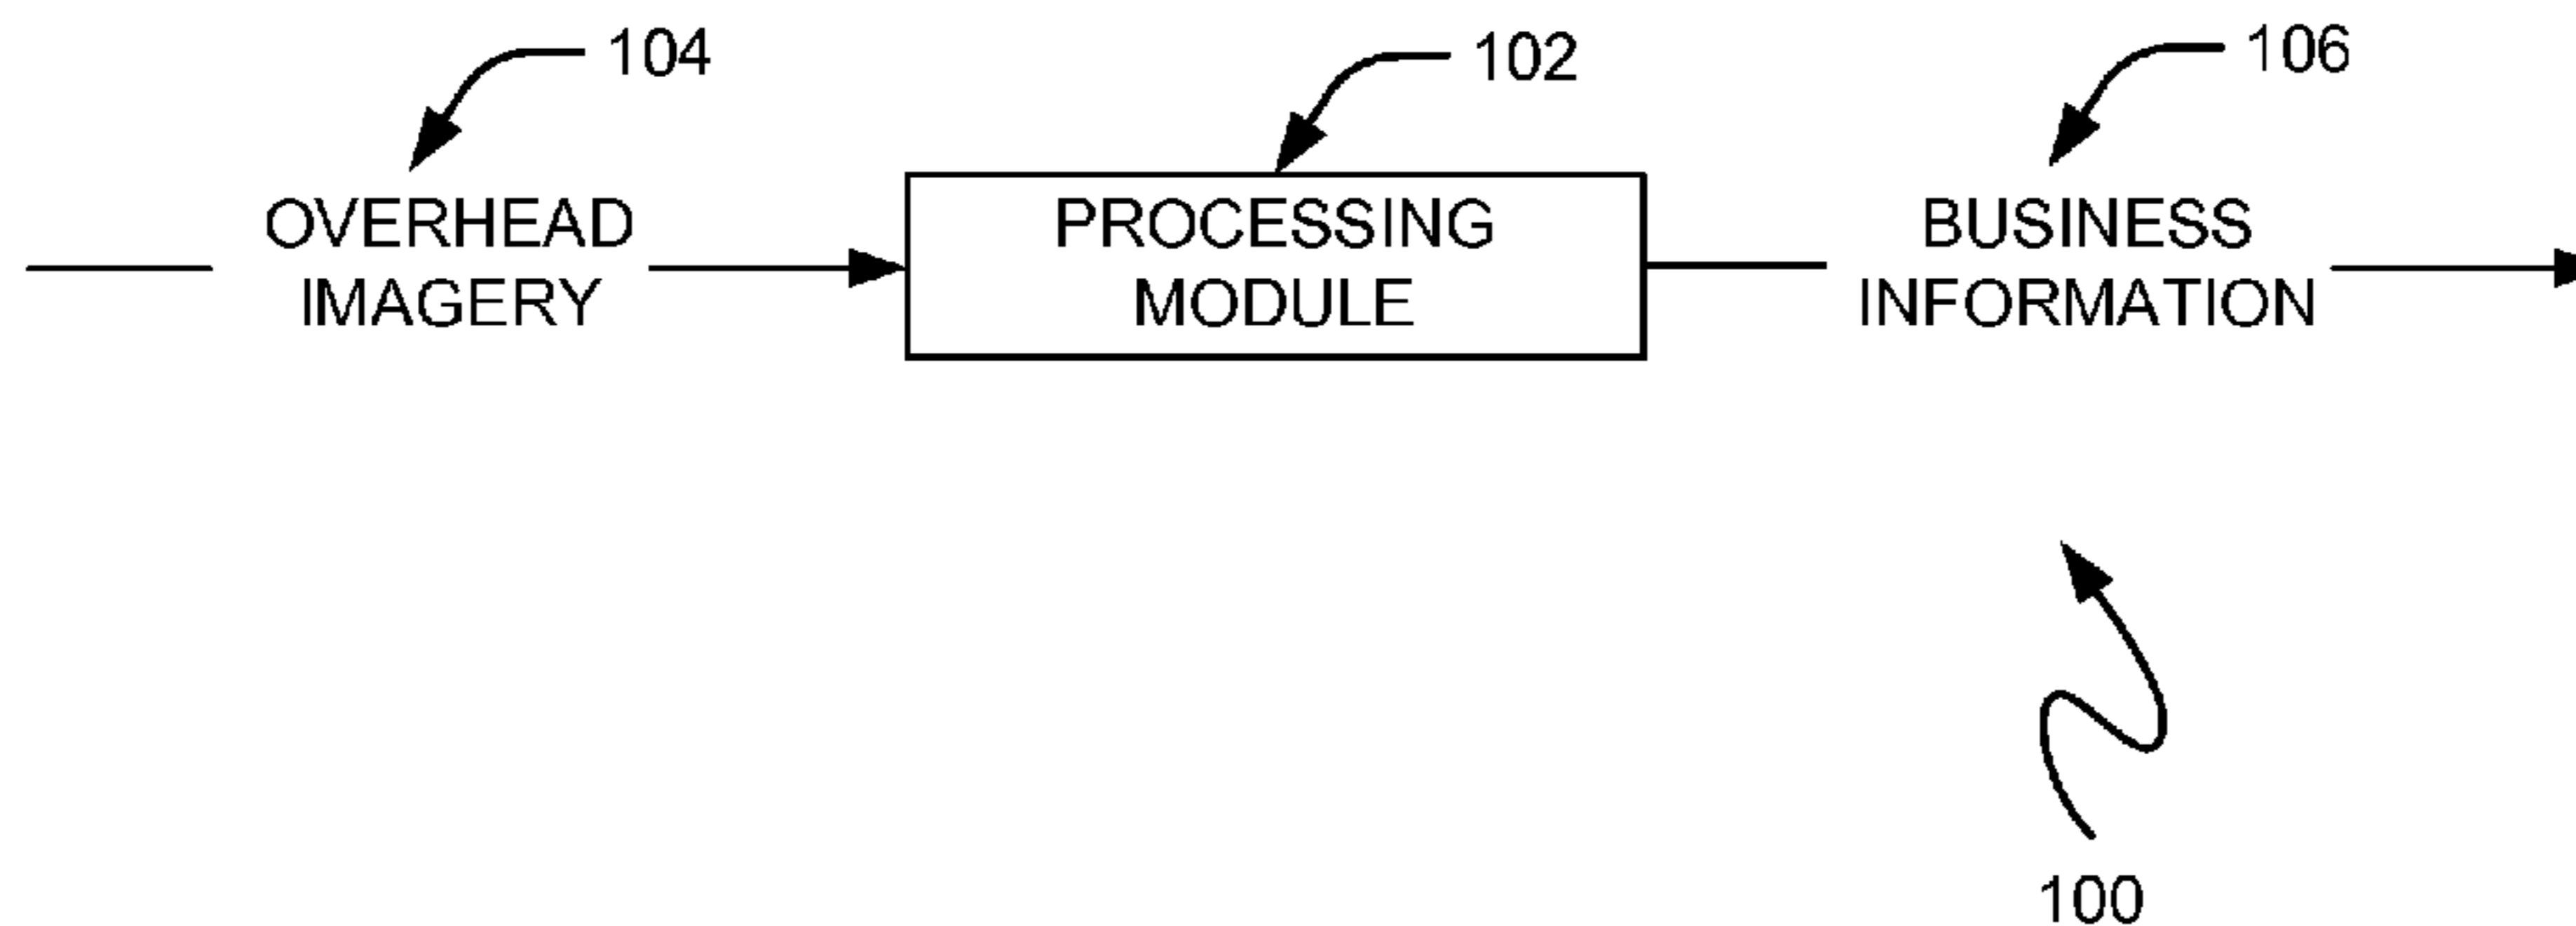 104
102
106
OVERHEAD
IMAGERY
PROCESSING
MODULE
BUSINESS
INFORMATION
100